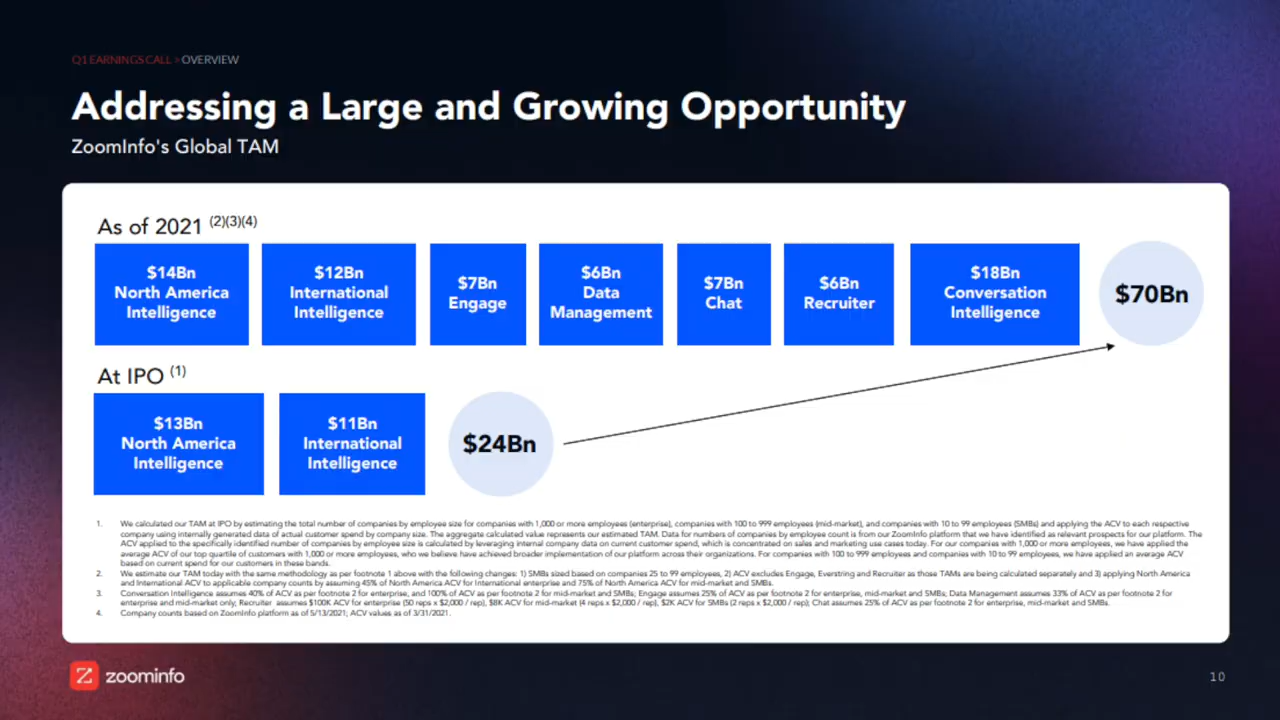 Q1 EARNINGS CALL > OVERVIEW
Addressing a Large and Growing Opportunity
ZoomInfo's Global TAM
As of 2021 (2)(3)(4)
$14Bn
North America
Intelligence
$12Bn
International
Intelligence
$7Bn
Engage
$6Bn
Data
Management
$7Bn
Chat
$6Bn
Recruiter
$18Bn
Conversation
Intelligence
$70Bn
At IPO (1)
$13Bn
North America
Intelligence
$11Bn
International
Intelligence
$24Bn
1. We calculated our TAM at IPO by estimating the total number of companies by employee size for companies with 1,000 or more employees (enterprise), companies with 100 to 999 employees (mid-market), and companies with 10 to 99 employees (SMBs) and applying the ACV to each respective
company using internally generated data of actual customer spend by company size. The aggregate calculated value represents our estimated TAM. Data for numbers of companies by employee count is from our ZoomInfo platform that we have identified as relevant prospects for our platform. The
ACV applied to the specifically identified number of companies by employee size is calculated by leveraging internal company data on current customer spend, which is concentrated on sales and marketing use cases today. For our companies with 1,000 or more employees, we have applied the
average ACV of our top quartile of customers with 1,000 or more employees, who we believe have achieved broader implementation of our platform across their organizations. For companies with 100 to 999 employees and companies with 10 to 99 employees, we have applied an average ACV
based on current spend for our customers in these bands.
2. We estimate our TAM today with the same methodology as per footnote 1 above with the following changes: 1) SMBs sized based on companies 25 to 99 employees, 2) ACV excludes Engage, Everstring and Recruiter as those TAMs are being calculated separately and 3) applying North America
and International ACV to applicable company counts by assuming 45% of North America ACV for International enterprise and 75% of North America ACV for mid-market and SMBs.
3. Conversation Intelligence assumes 40% of ACV as per footnote 2 for enterprise, and 100% of ACV as per footnote 2 for mid-market and SMBs; Engage assumes 25% of ACV as per footnote 2 for enterprise, mid-market and SMBs; Data Management assumes 33% of ACV as per footnote 2 for
enterprise and mid-market only; Recruiter assumes $100K ACV for enterprise (50 reps x $2,000 / rep), $8K ACV for mid-market (4 reps x $2,000 / rep), $2K ACV for SMBs (2 reps x $2,000 / rep); Chat assumes 25% of ACV as per footnote 2 for enterprise, mid-market and SMBs.
4. Company counts based on ZoomInfo platform as of 5/13/2021; ACV values as of 3/31/2021.
zoominfo
10